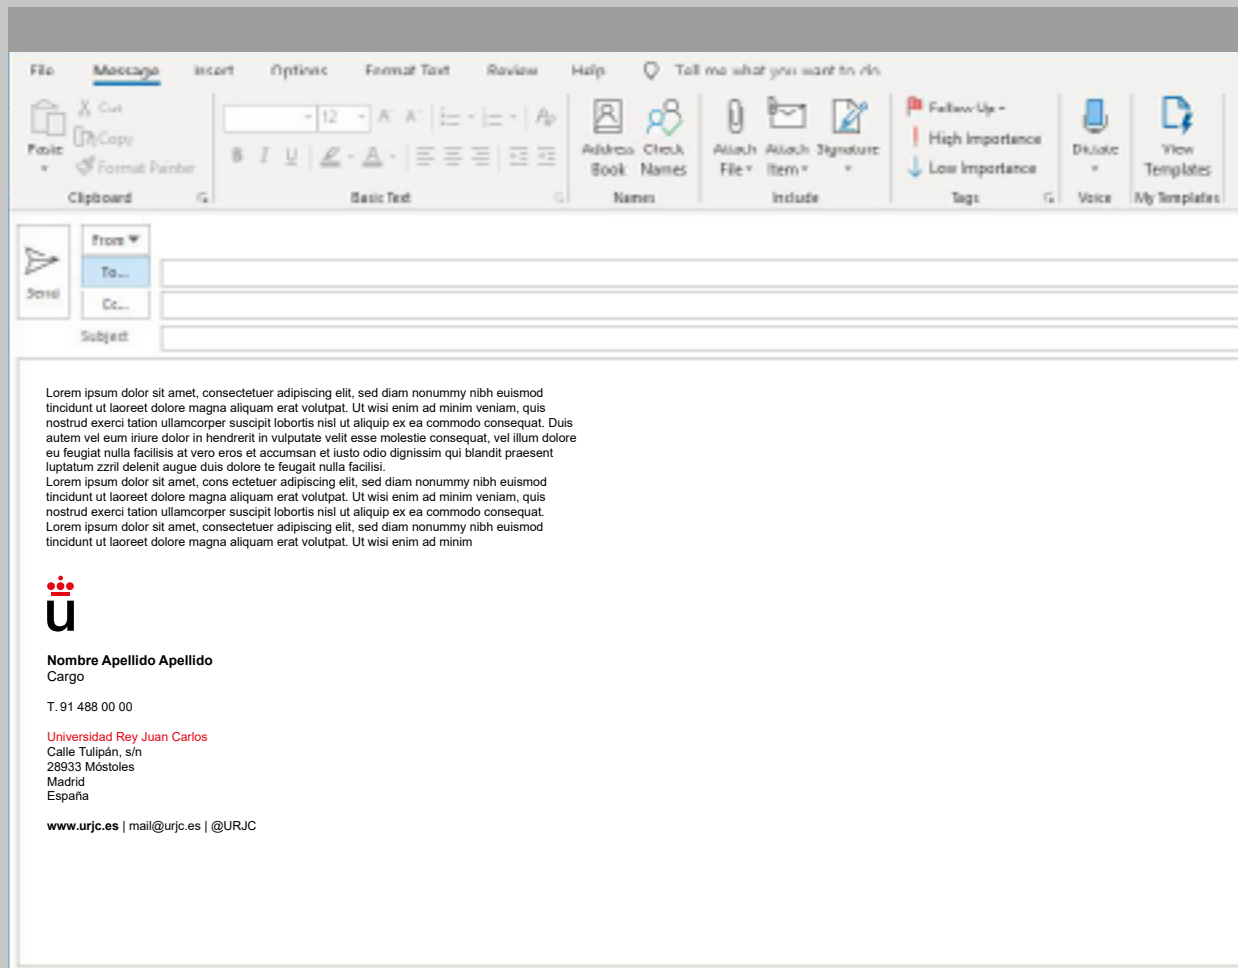 File Message Insert Options Format Text Review Help Tell me what you want to do
Cut
Copy
Format Painter
Paste
Clipboard
12
B I U
Basic Text
Address Book
Check Names
Names
Attach File
Attach Item
Signature
Include
Follow Up
High Importance
Low Importance
Tags
Dictate
Voice
View Templates
My Templates
Send
From
To...
Cc...
Subject
Lorem ipsum dolor sit amet, consectetuer adipiscing elit, sed diam nonummy nibh euismod
tincidunt ut laoreet dolore magna aliquam erat volutpat. Ut wisi enim ad minim veniam, quis
nostrud exerci tation ullamcorper suscipit lobortis nisl ut aliquip ex ea commodo consequat. Duis
autem vel eum iriure dolor in hendrerit in vulputate velit esse molestie consequat, vel illum dolore
eu feugiat nulla facilisis at vero eros et accumsan et iusto odio dignissim qui blandit praesent
luptatum zzril delenit augue duis dolore te feugait nulla facilisi.
Lorem ipsum dolor sit amet, cons ectetuer adipiscing elit, sed diam nonummy nibh euismod
tincidunt ut laoreet dolore magna aliquam erat volutpat. Ut wisi enim ad minim veniam, quis
nostrud exerci tation ullamcorper suscipit lobortis nisl ut aliquip ex ea commodo consequat.
Lorem ipsum dolor sit amet, consectetuer adipiscing elit, sed diam nonummy nibh euismod
tincidunt ut laoreet dolore magna aliquam erat volutpat. Ut wisi enim ad minim
u
Nombre Apellido Apellido
Cargo
T. 91 488 00 00
Universidad Rey Juan Carlos
Calle Tulipán, s/n
28933 Móstoles
Madrid
España
www.urjc.es | mail@urjc.es | @URJC